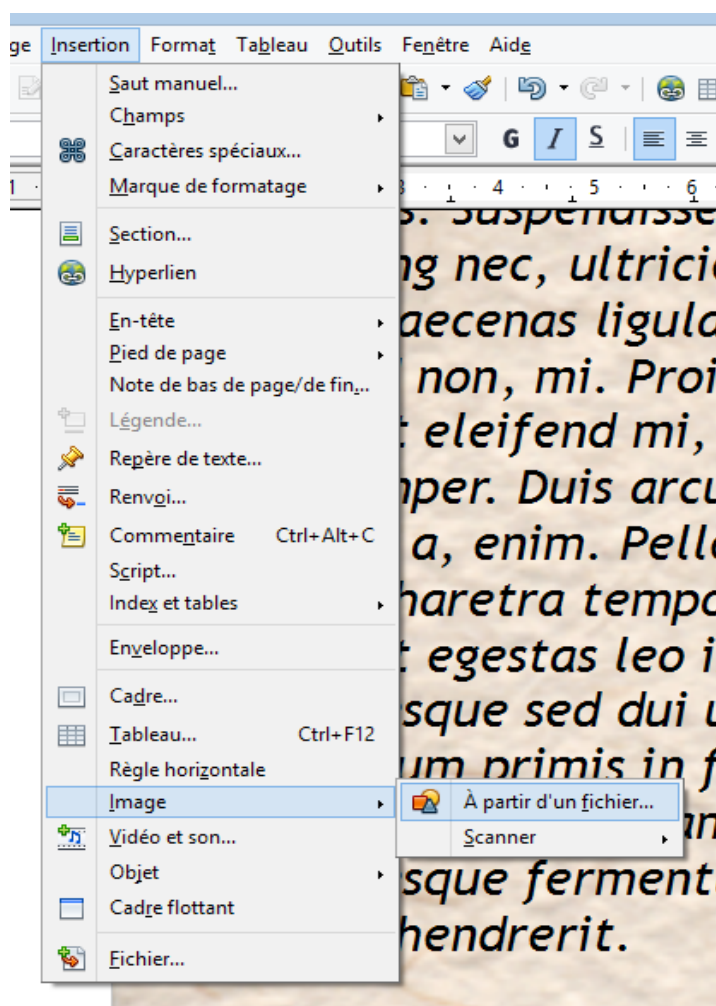 ge Insertion Format Tableau Outils Fenêtre Aide
G I S
3 4 5 6
Saut manuel...
Champs
Caractères spéciaux...
Marque de formatage
Section...
Hyperlien
En-tête
Pied de page
Note de bas de page/de fin...
Légende...
Repère de texte...
Renvoi...
Commentaire Ctrl+Alt+C
Script...
Index et tables
Enveloppe...
Cadre...
Tableau... Ctrl+F12
Règle horizontale
Image
Vidéo et son...
Objet
Cadre flottant
Fichier...
À partir d'un fichier...
Scanner
s. Suspendisse
ng nec, ultricie
aecenas ligula
non, mi. Proi
t eleifend mi,
mper. Duis arcu
a, enim. Pelle
haretra tempo
t egestas leo i
sque sed dui u
um primis in f
an
sque ferment
hendrerit.